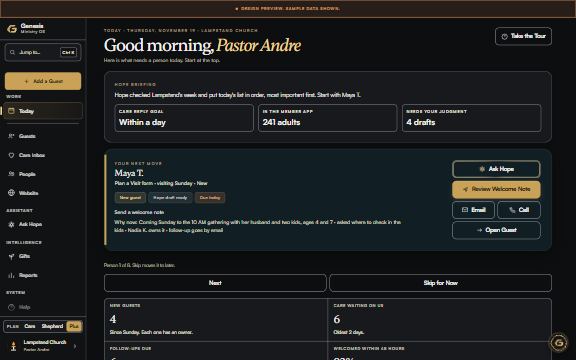 DESIGN PREVIEW. SAMPLE DATA SHOWN.
Genesis
Ministry OS
Jump to...
Ctrl K
+ Add a Guest
WORK
Today
Guests
Care Inbox
People
Website
ASSISTANT
Ask Hope
INTELLIGENCE
Gifts
Reports
SYSTEM
Help
PLAN Care Shepherd Plus
Lampstand Church
Pastor Andre
TODAY · THURSDAY, NOVEMBER 19 · LAMPSTAND CHURCH
Good morning, Pastor Andre
Here is what needs a person today. Start at the top.
Take the Tour
HOPE BRIEFING
Hope checked Lampstand's week and put today's list in order, most important first. Start with Maya T.
CARE REPLY GOAL
Within a day
IN THE MEMBER APP
241 adults
NEEDS YOUR JUDGMENT
4 drafts
YOUR NEXT MOVE
Maya T.
Plan a Visit form · visiting Sunday · New
New guest
Hope draft ready
Due today
Send a welcome note
Why now: Coming Sunday to the 10 AM gathering with her husband and two kids, ages 4 and 7 · asked where to check in the
kids · Nadia K. owns it · follow-up goes by email
Ask Hope
Review Welcome Note
Email
Call
Open Guest
Person 1 of 8. Skip moves it to later.
Next
Skip for Now
NEW GUESTS
4
Since Sunday. Each one has an owner.
CARE WAITING ON US
6
Oldest 2 days.
FOLLOW-UPS DUE
WELCOMED WITHIN 48 HOURS